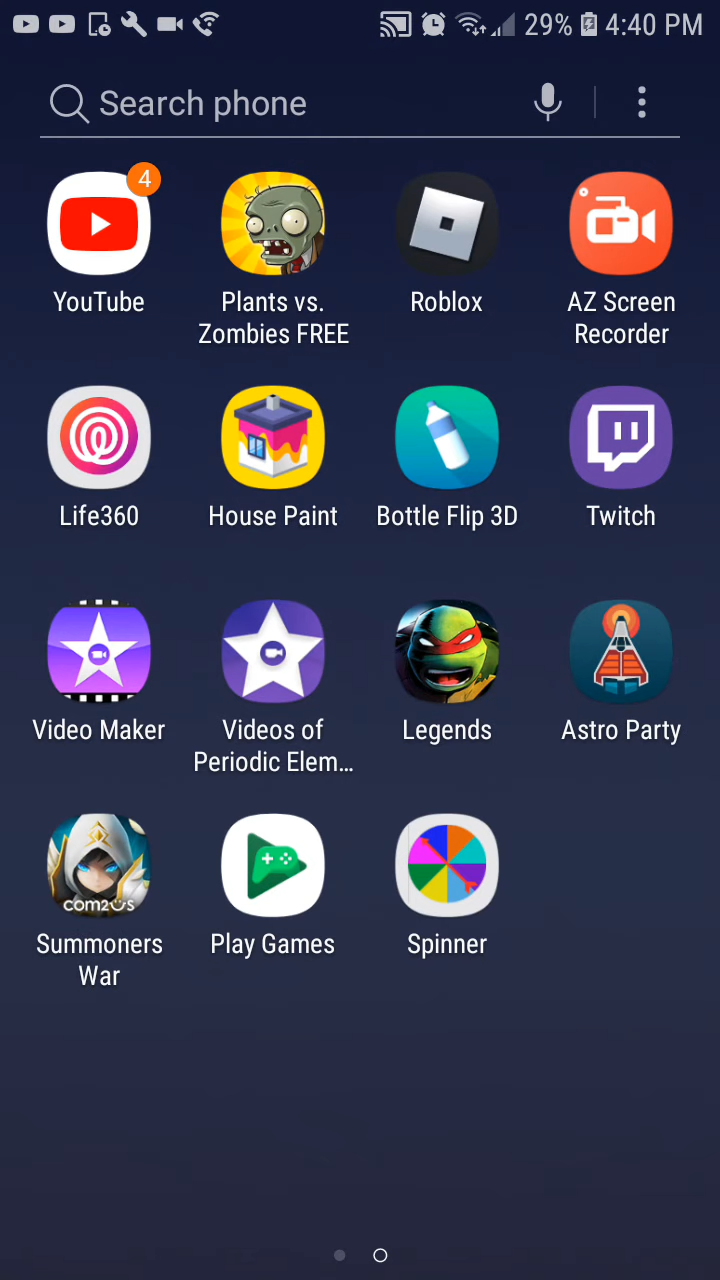 29% 4:40 PM
Search phone
4
YouTube
Plants vs.
Zombies FREE
Roblox
AZ Screen
Recorder
Life360
House Paint
Bottle Flip 3D
Twitch
Video Maker
Videos of
Periodic Elem...
Legends
Astro Party
COM2US
Summoners
War
Play Games
Spinner